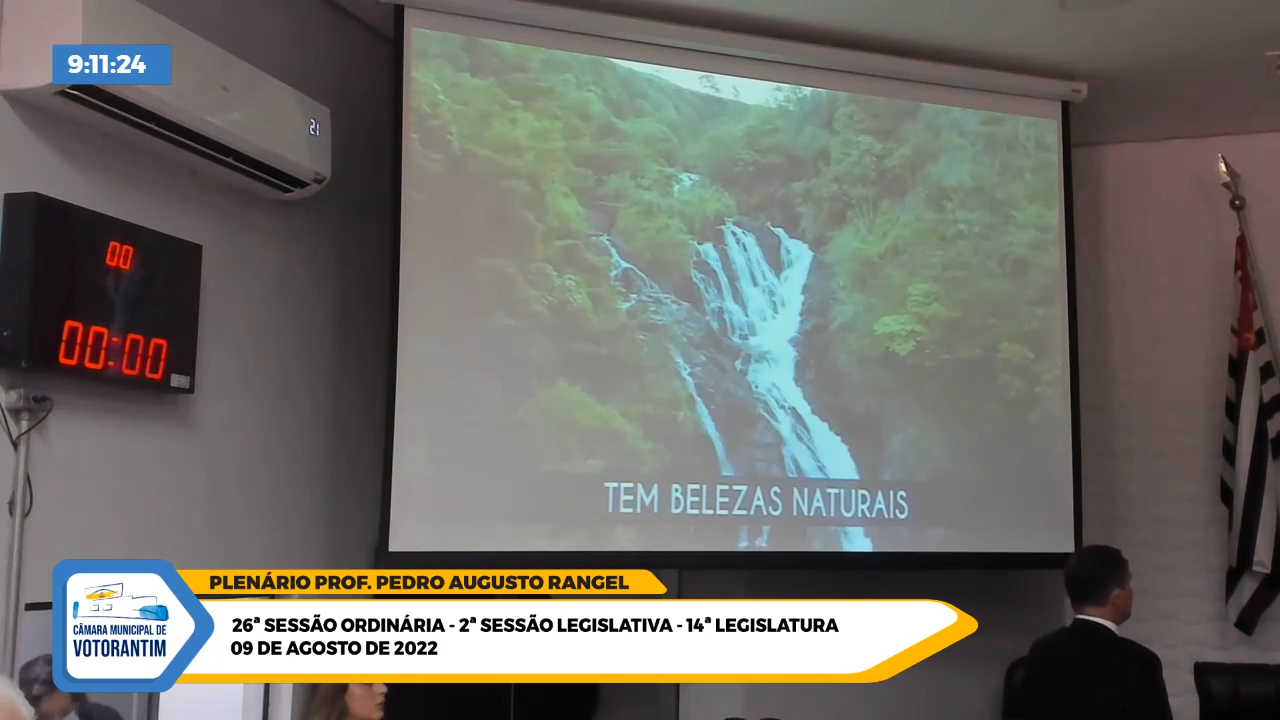 9:11:24
21
00
00:00
TEM BELEZAS NATURAIS
PLENÁRIO PROF. PEDRO AUGUSTO RANGEL
CÂMARA MUNICIPAL DE
VOTORANTIM
26ª SESSÃO ORDINÁRIA - 2ª SESSÃO LEGISLATIVA - 14ª LEGISLATURA
09 DE AGOSTO DE 2022